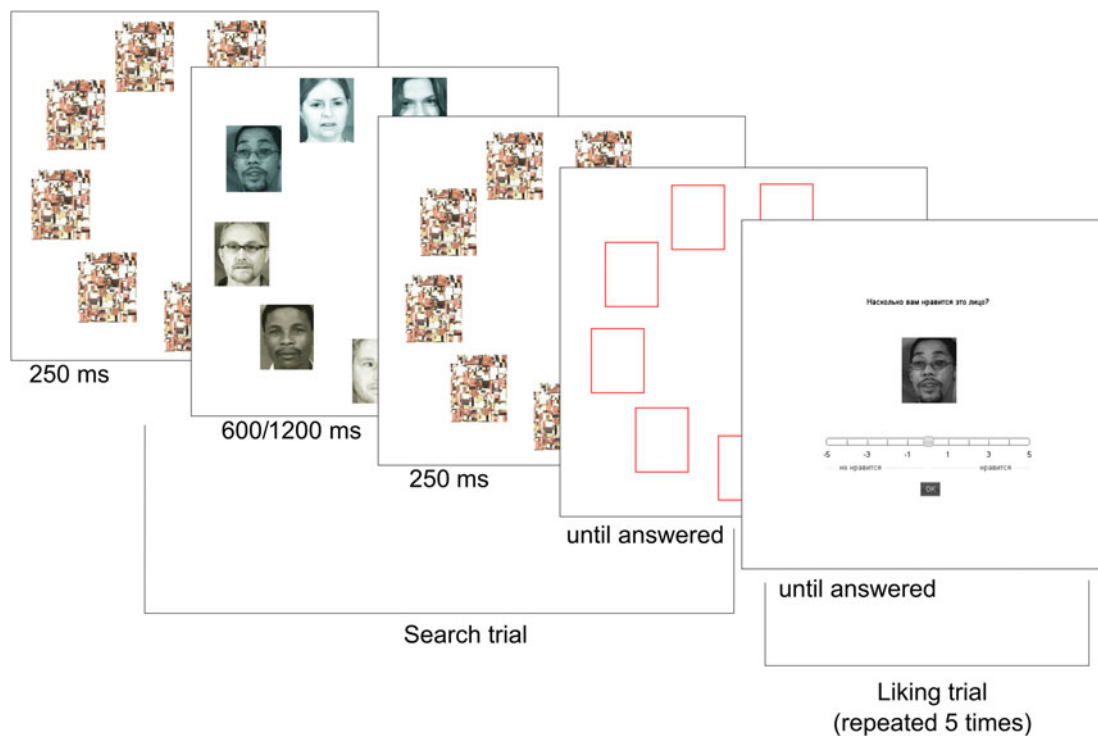 250 ms
600/1200 ms
250 ms
until answered
Насколько вам нравится это лицо?
-5 -3 -1 1 3 5
не нравится нравится
OK
until answered
Search trial
Liking trial
(repeated 5 times)